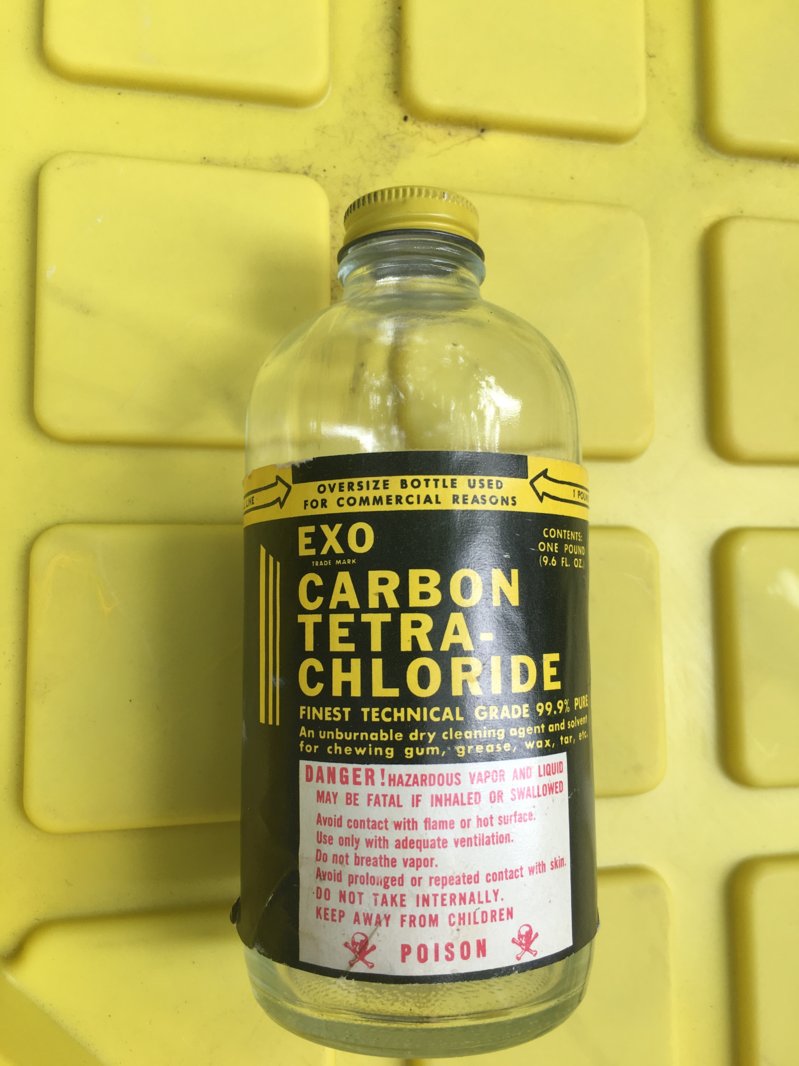 OVERSIZE BOTTLE USED
FOR COMMERCIAL REASONS
LINE
1 POUND
EXO
TRADE MARK
CONTENTS:
ONE POUND
(9.6 FL. OZ.)
CARBON
TETRA-
CHLORIDE
FINEST TECHNICAL GRADE 99.9% PURE
An unburnable dry cleaning agent and solvent
for chewing gum, grease, wax, tar, etc.
DANGER! HAZARDOUS VAPOR AND LIQUID
MAY BE FATAL IF INHALED OR SWALLOWED
Avoid contact with flame or hot surface.
Use only with adequate ventilation.
Do not breathe vapor.
Avoid prolonged or repeated contact with skin.
DO NOT TAKE INTERNALLY.
KEEP AWAY FROM CHILDREN
POISON